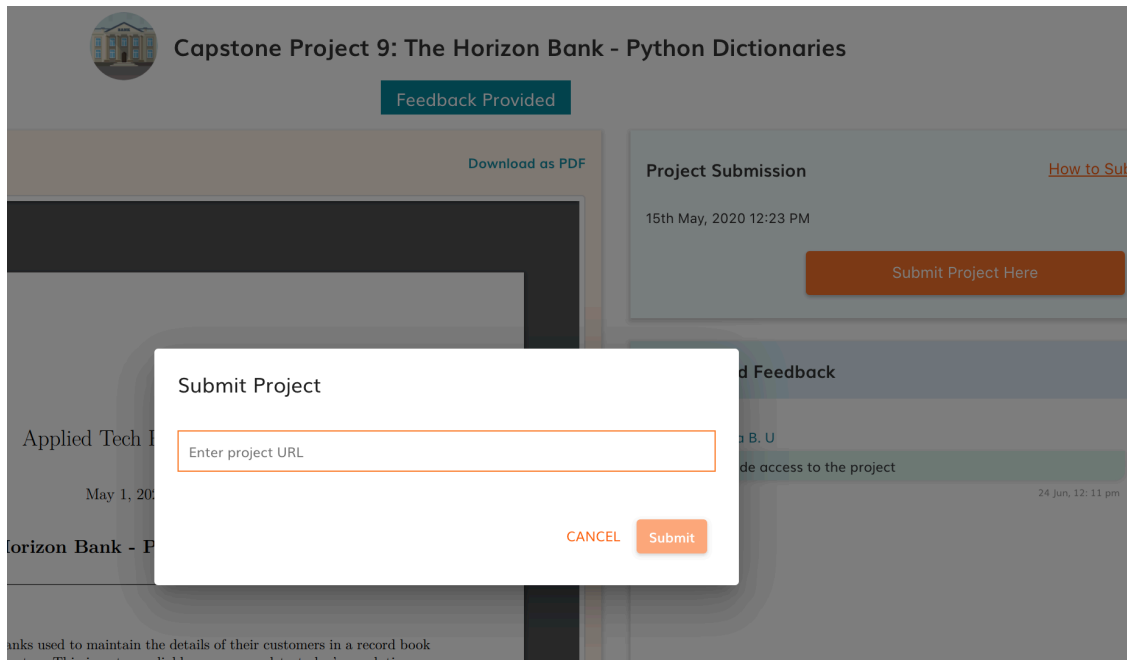 BANK
Capstone Project 9: The Horizon Bank - Python Dictionaries
Feedback Provided
Download as PDF
Project Submission
How to Sub
15th May, 2020 12:23 PM
Submit Project Here
d Feedback
Submit Project
Applied Tech
a B. U
Enter project URL
de access to the project
24 Jun, 12:11 pm
May 1, 202
CANCEL
Submit
Horizon Bank - P
anks used to maintain the details of their customers in a record book